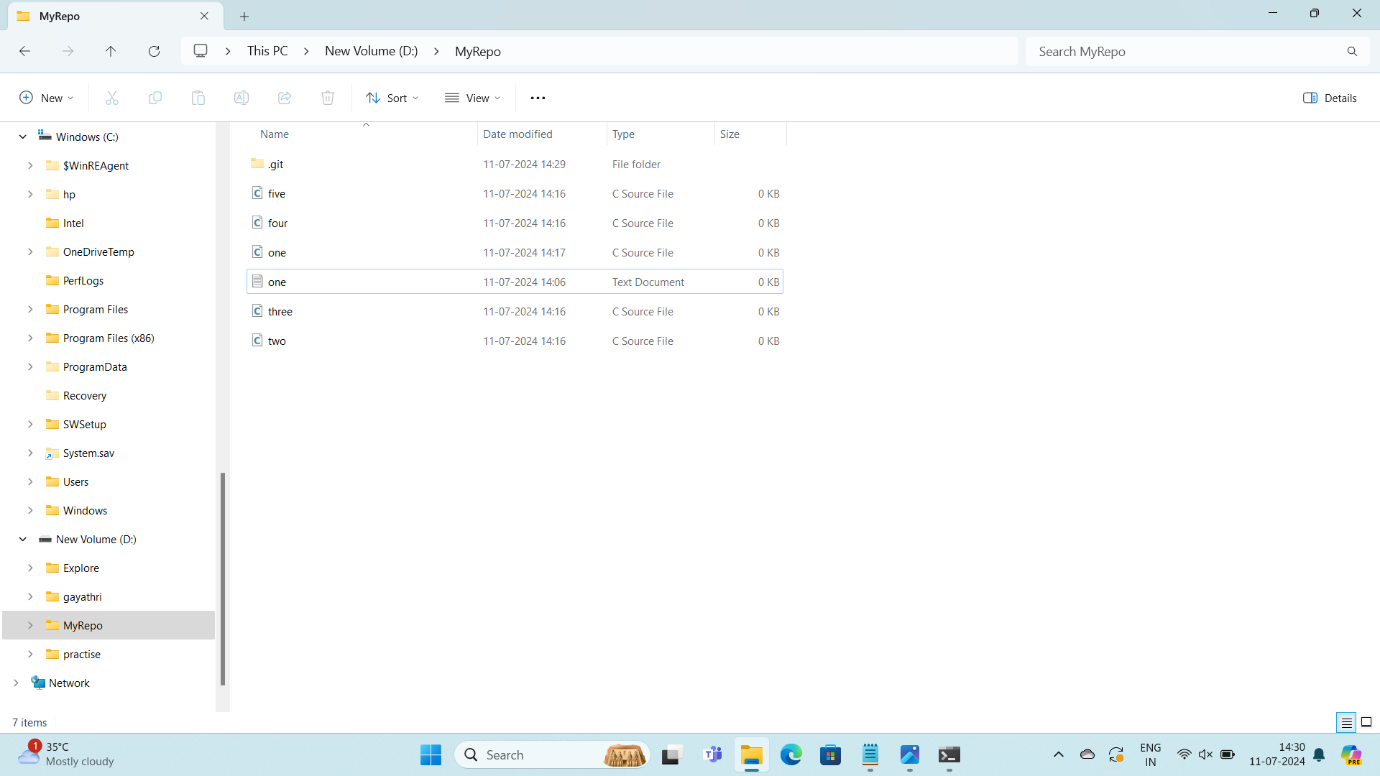 MyRepo
This PC > New Volume (D:) > MyRepo
Search MyRepo
New
Sort
View
Details
Windows (C:)
$WinREAgent
hp
Intel
OneDriveTemp
PerfLogs
Program Files
Program Files (x86)
ProgramData
Recovery
SWSetup
System.sav
Users
Windows
New Volume (D:)
Explore
gayathri
MyRepo
practise
Network
Name Date modified Type Size
.git 11-07-2024 14:29 File folder
five 11-07-2024 14:16 C Source File 0 KB
four 11-07-2024 14:16 C Source File 0 KB
one 11-07-2024 14:17 C Source File 0 KB
one 11-07-2024 14:06 Text Document 0 KB
three 11-07-2024 14:16 C Source File 0 KB
two 11-07-2024 14:16 C Source File 0 KB
7 items
1
35°C
Mostly cloudy
Search
ENG
IN
14:30
11-07-2024
PRE